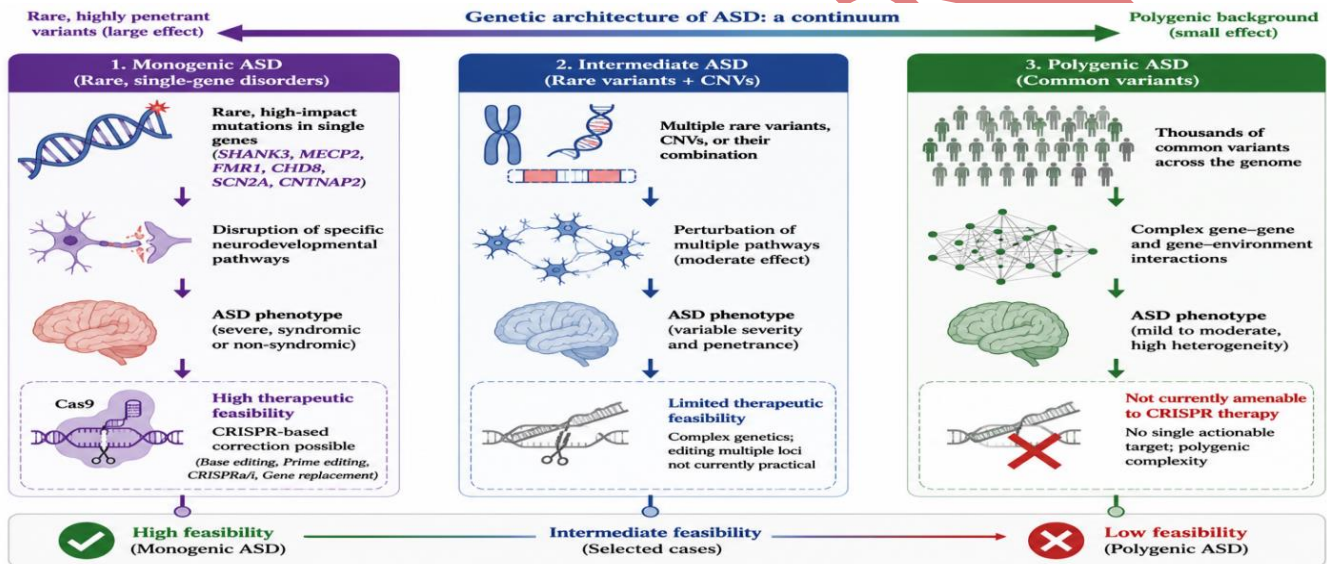 Rare, highly penetrant
variants (large effect)
Genetic architecture of ASD: a continuum
Polygenic background
(small effect)
1. Monogenic ASD
(Rare, single-gene disorders)
Rare, high-impact
mutations in single
genes
(SHANK3, MECP2,
FMR1, CHD8,
SCN2A, CNTNAP2)
Disruption of specific
neurodevelopmental
pathways
ASD phenotype
(severe, syndromic
or non-syndromic)
Cas9
High therapeutic
feasibility
CRISPR-based
correction possible
(Base editing, Prime editing,
CRISPRa/i, Gene replacement)
2. Intermediate ASD
(Rare variants + CNVs)
Multiple rare variants,
CNVs, or their
combination
Perturbation of
multiple pathways
(moderate effect)
ASD phenotype
(variable severity
and penetrance)
Limited therapeutic
feasibility
Complex genetics;
editing multiple loci
not currently practical
3. Polygenic ASD
(Common variants)
Thousands of
common variants
across the genome
Complex gene–gene
and gene–environment
interactions
ASD phenotype
(mild to moderate,
high heterogeneity)
Not currently amenable
to CRISPR therapy
No single actionable
target; polygenic
complexity
High feasibility
(Monogenic ASD)
Intermediate feasibility
(Selected cases)
Low feasibility
(Polygenic ASD)